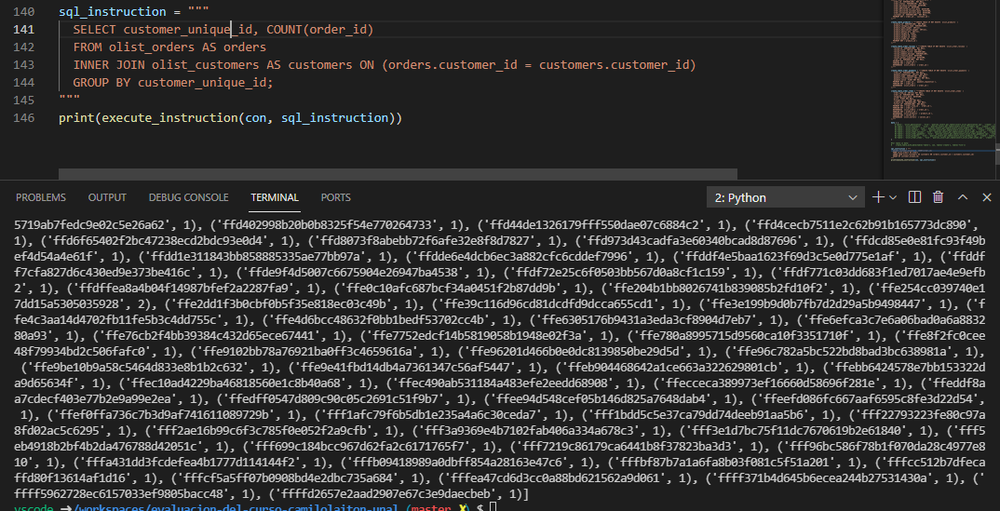 140 sql_instruction = """
141 SELECT customer_unique_id, COUNT(order_id)
142 FROM olist_orders AS orders
143 INNER JOIN olist_customers AS customers ON (orders.customer_id = customers.customer_id)
144 GROUP BY customer_unique_id;
145 """
146 print(execute_instruction(con, sql_instruction))
PROBLEMS OUTPUT DEBUG CONSOLE TERMINAL PORTS 2: Python
5719ab7fedc9e02c5e26a62', 1), ('ffd402998b20b0b8325f54e770264733', 1), ('ffd44de1326179fff550dae07c6884c2', 1), ('ffd4cecb7511e2c62b91b165773dc890',
1), ('ffd6f65402f2bc47238ecd2bdc93e0d4', 1), ('ffd8073f8abebb72f6afe32e8f8d7827', 1), ('ffd973d43cadfa3e60340bcad8d87696', 1), ('ffdcd85e0e81fc93f49b
ef4d54a4e61f', 1), ('ffdd1e311843bb858885335ae77bb97a', 1), ('ffdde6e4dcb6ec3a882cfc6cddef7996', 1), ('ffddf4e5baa1623f69d3c5e0d775e1af', 1), ('ffddf
f7cfa827d6c430ed9e373be416c', 1), ('ffde9f4d5007c6675904e26947ba4538', 1), ('ffdf72e25c6f0503bb567d0a8cf1c159', 1), ('ffdf771c03dd683f1ed7017ae4e9efb
2', 1), ('ffdffea8a4b04f14987bfef2a2287fa9', 1), ('ffe0c10afc687bcf34a0451f2b87dd9b', 1), ('ffe204b1bb8026741b839085b2fd10f2', 1), ('ffe254cc039740e1
7dd15a5305035928', 2), ('ffe2dd1f3b0cbf0b5f35e818ec03c49b', 1), ('ffe39c116d96cd81dcdfd9dcca655cd1', 1), ('ffe3e199b9d0b7fb7d2d29a5b9498447', 1), ('f
fe4c3aa14d4702fb11fe5b3c4dd755c', 1), ('ffe4d6bcc48632f0bb1bedf53702cc4b', 1), ('ffe6305176b9431a3eda3cf8904d7eb7', 1), ('ffe6efca3c7e6a06bad0a6a8832
80a93', 1), ('ffe76cb2f4bb39384c432d65ece67441', 1), ('ffe7752edcf14b5819058b1948e02f3a', 1), ('ffe780a8995715d9560ca10f3351710f', 1), ('ffe8f2fc0cee
48f79934bd2c506fafc0', 1), ('ffe9102bb78a76921ba0ff3c4659616a', 1), ('ffe96201d466b0e0dc8139850be29d5d', 1), ('ffe96c782a5bc522bd8bad3bc638981a', 1),
('ffe9be10b9a58c5464d833e8b1b2c632', 1), ('ffe9e41fbd14db4a7361347c56af5447', 1), ('ffeb904468642a1ce663a322629801cb', 1), ('ffebb6424578e7bb153322d
a9d65634f', 1), ('ffec10ad4229ba46818560e1c8b40a68', 1), ('ffec490ab531184a483efe2eedd68908', 1), ('ffecceca389973ef16660d58696f281e', 1), ('ffeddf8a
a7cdecf403e77b2e9a99e2ea', 1), ('ffedff0547d809c90c05c2691c51f9b7', 1), ('ffee94d548cef05b146d825a7648dab4', 1), ('ffeefd086fc667aaf6595c8fe3d22d54',
1), ('ffef0ffa736c7b3d9af741611089729b', 1), ('fff1afc79f6b5db1e235a4a6c30ceda7', 1), ('fff1bdd5c5e37ca79dd74deeb91aa5b6', 1), ('fff22793223fe80c97a
8fd02ac5c6295', 1), ('fff2ae16b99c6f3c785f0e052f2a9cfb', 1), ('fff3a9369e4b7102fab406a334a678c3', 1), ('fff3e1d7bc75f11dc7670619b2e61840', 1), ('fff5
eb4918b2bf4b2da476788d42051c', 1), ('fff699c184bcc967d62fa2c6171765f7', 1), ('fff7219c86179ca6441b8f37823ba3d3', 1), ('fff96bc586f78b1f070da28c4977e8
10', 1), ('fffa431dd3fcdefea4b1777d114144f2', 1), ('fffb09418989a0dbff854a28163e47c6', 1), ('fffbf87b7a1a6fa8b03f081c5f51a201', 1), ('fffcc512b7dfeca
ffd80f13614af1d16', 1), ('fffcf5a5ff07b0908bd4e2dbc735a684', 1), ('fffea47cd6d3cc0a88bd621562a9d061', 1), ('ffff371b4d645b6ecea244b27531430a', 1), ('
ffff5962728ec6157033ef9805bacc48', 1), ('ffffd2657e2aad2907e67c3e9daecbeb', 1)]
vscode /workspaces/evaluacion-del-curso-camilolaiton-unal (master ✗) $